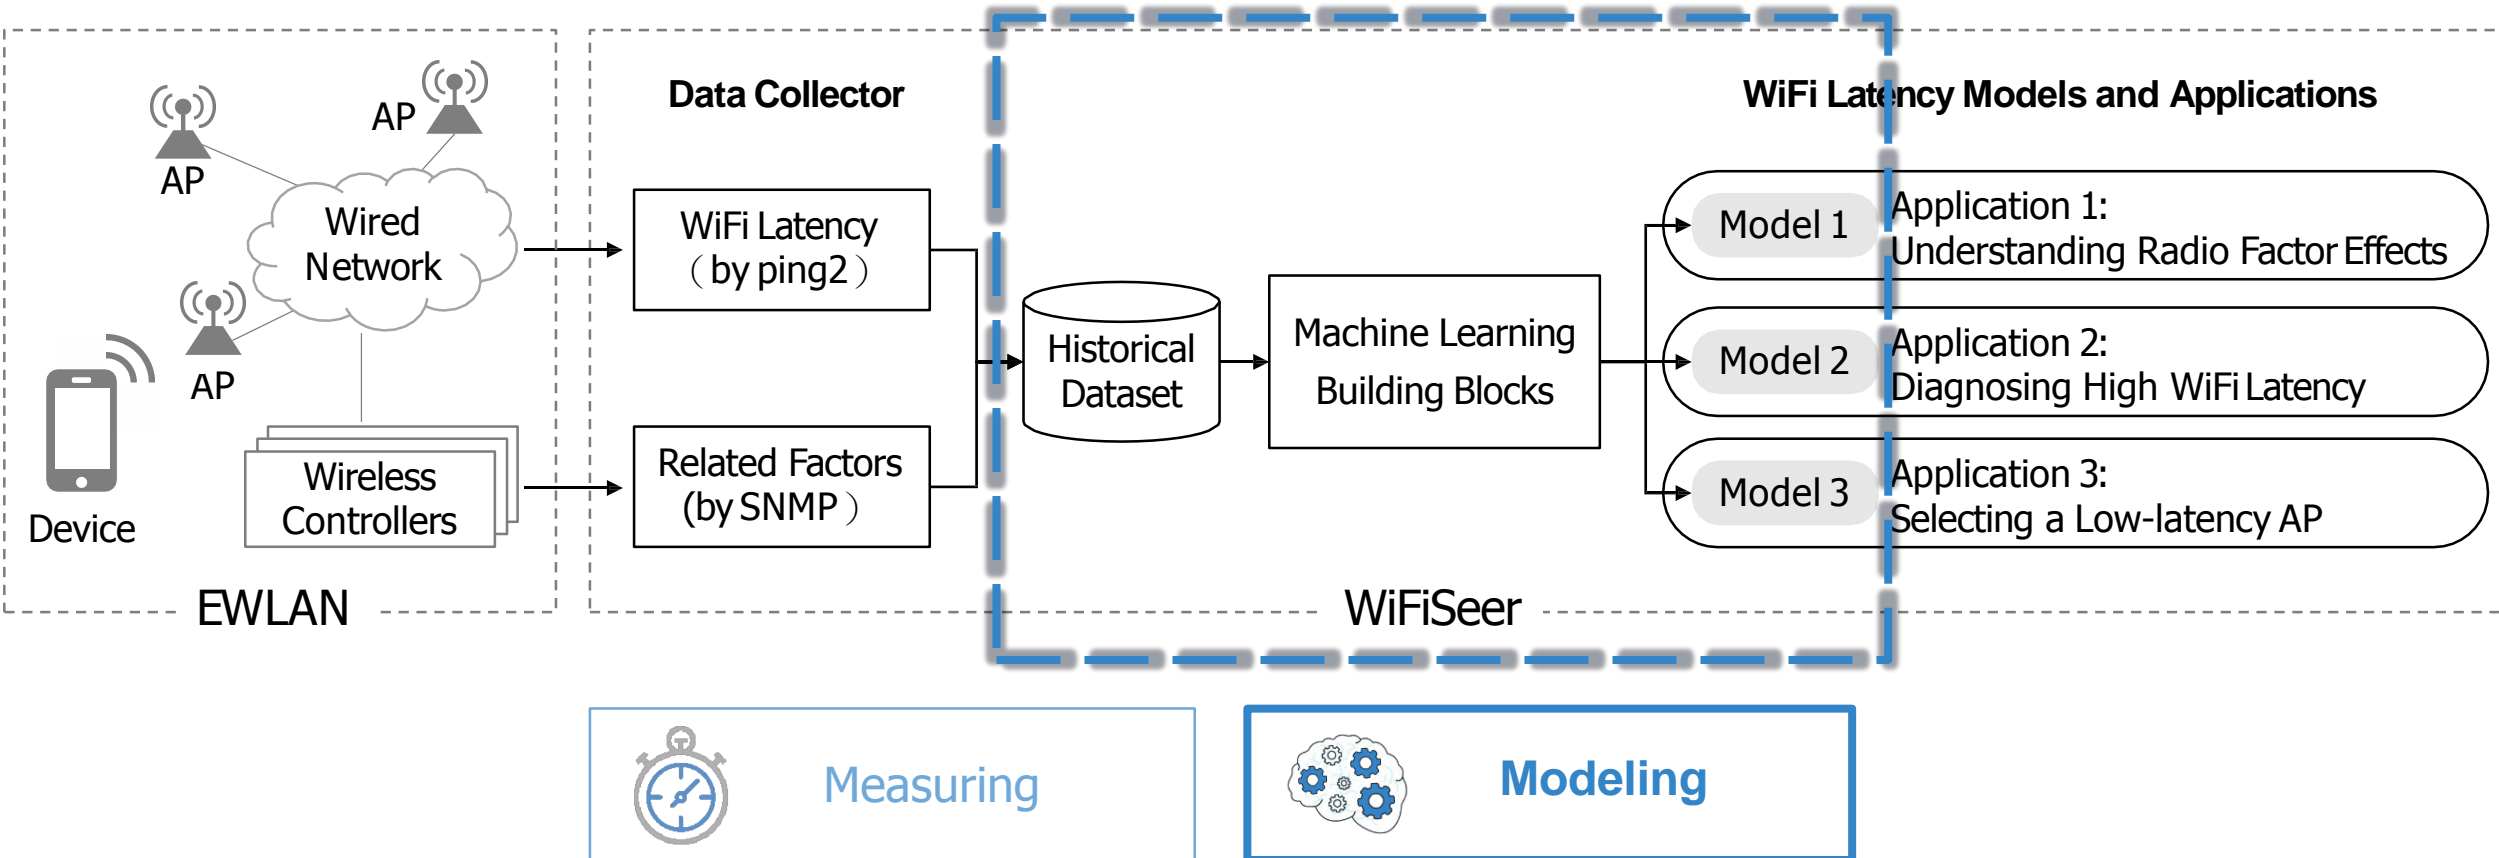 AP
AP
AP
Wired
Network
Device
Wireless
Controllers
EWLAN
Data Collector
WiFi Latency
（by ping2）
Related Factors
(by SNMP）
Historical
Dataset
Machine Learning
Building Blocks
WiFi Latency Models and Applications
Model 1
Application 1:
Understanding Radio Factor Effects
Model 2
Application 2:
Diagnosing High WiFi Latency
Model 3
Application 3:
Selecting a Low-latency AP
WiFiSeer
Measuring
Modeling